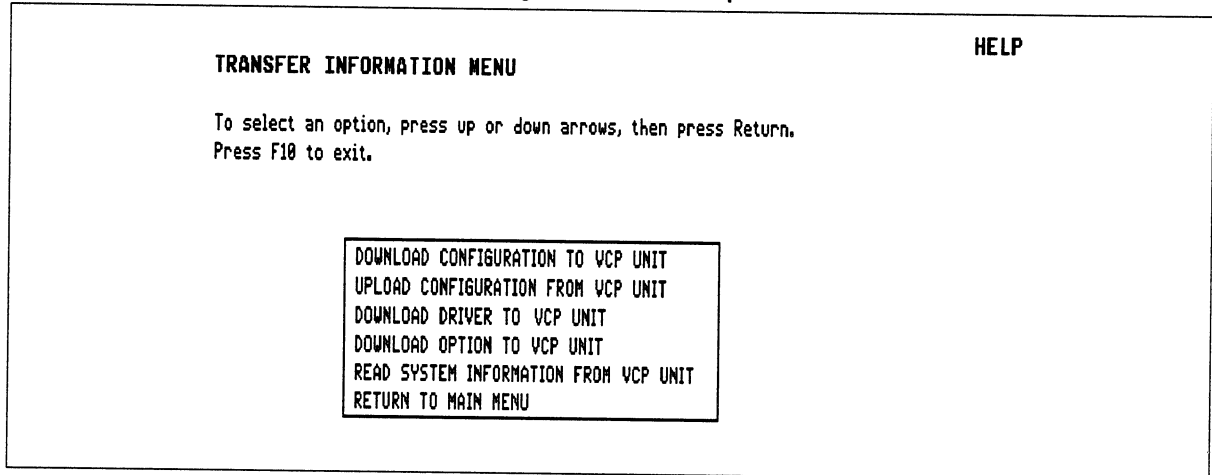 HELP
TRANSFER INFORMATION MENU
To select an option, press up or down arrows, then press Return.
Press F10 to exit.
DOWNLOAD CONFIGURATION TO VCP UNIT
UPLOAD CONFIGURATION FROM VCP UNIT
DOWNLOAD DRIVER TO VCP UNIT
DOWNLOAD OPTION TO VCP UNIT
READ SYSTEM INFORMATION FROM VCP UNIT
RETURN TO MAIN MENU